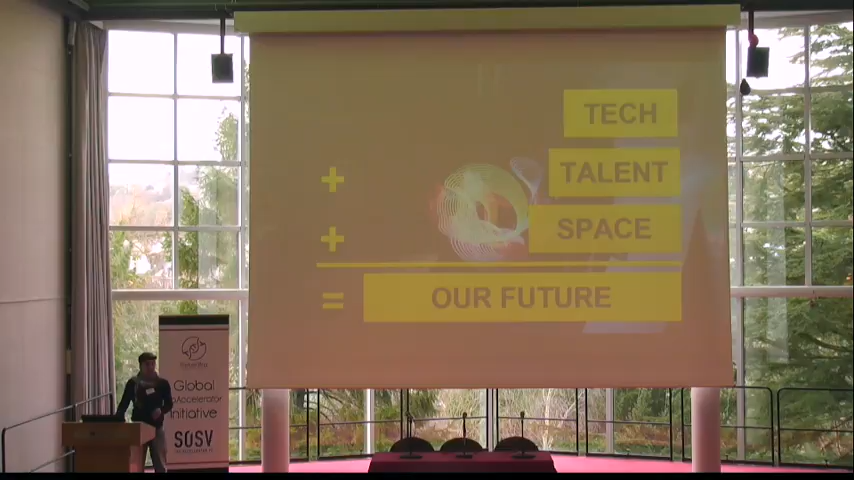 TECH
+ TALENT
+ SPACE
= OUR FUTURE
Global
Accelerator
Initiative
SOSV